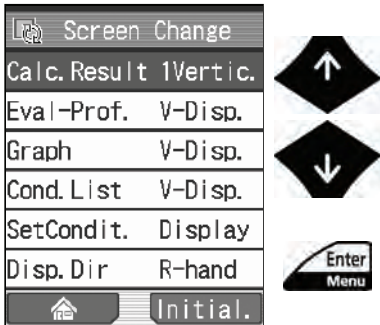 Screen Change
Calc.Result 1Vertic.
Eval-Prof. V-Disp.
Graph V-Disp.
Cond.List V-Disp.
SetCondit. Display
Disp.Dir R-hand
Initial.
Enter
Menu